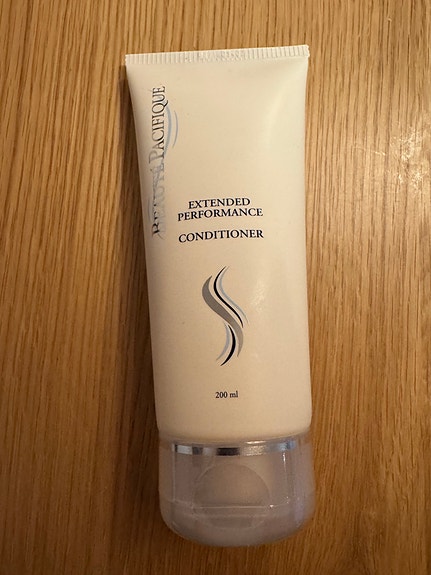 BEAUTÉ PACIFIQUE
EXTENDED
PERFORMANCE
CONDITIONER
200 ml